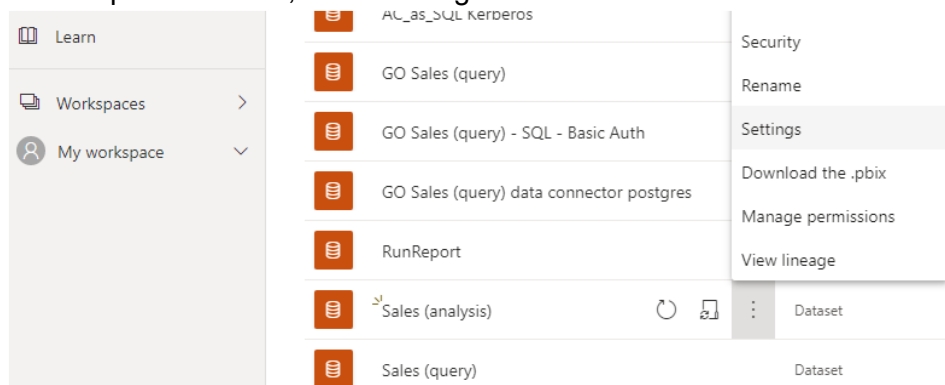 AC_as_SQL Kerberos
Learn
Workspaces
My workspace
GO Sales (query)
GO Sales (query) - SQL - Basic Auth
GO Sales (query) data connector postgres
RunReport
Sales (analysis)
Dataset
Sales (query)
Dataset
Security
Rename
Settings
Download the .pbix
Manage permissions
View lineage